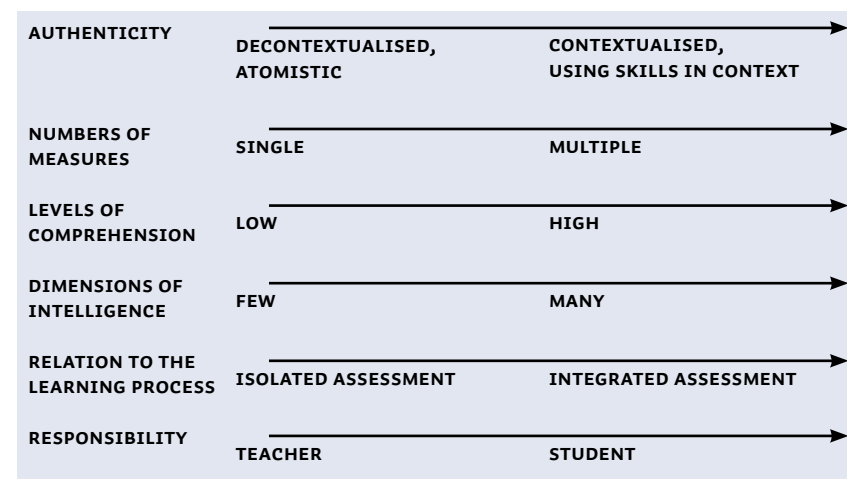 AUTHENTICITY
DECONTEXTUALISED,
ATOMISTIC
CONTEXTUALISED,
USING SKILLS IN CONTEXT
NUMBERS OF
MEASURES
SINGLE
MULTIPLE
LEVELS OF
COMPREHENSION
LOW
HIGH
DIMENSIONS OF
INTELLIGENCE
FEW
MANY
RELATION TO THE
LEARNING PROCESS
ISOLATED ASSESSMENT
INTEGRATED ASSESSMENT
RESPONSIBILITY
TEACHER
STUDENT